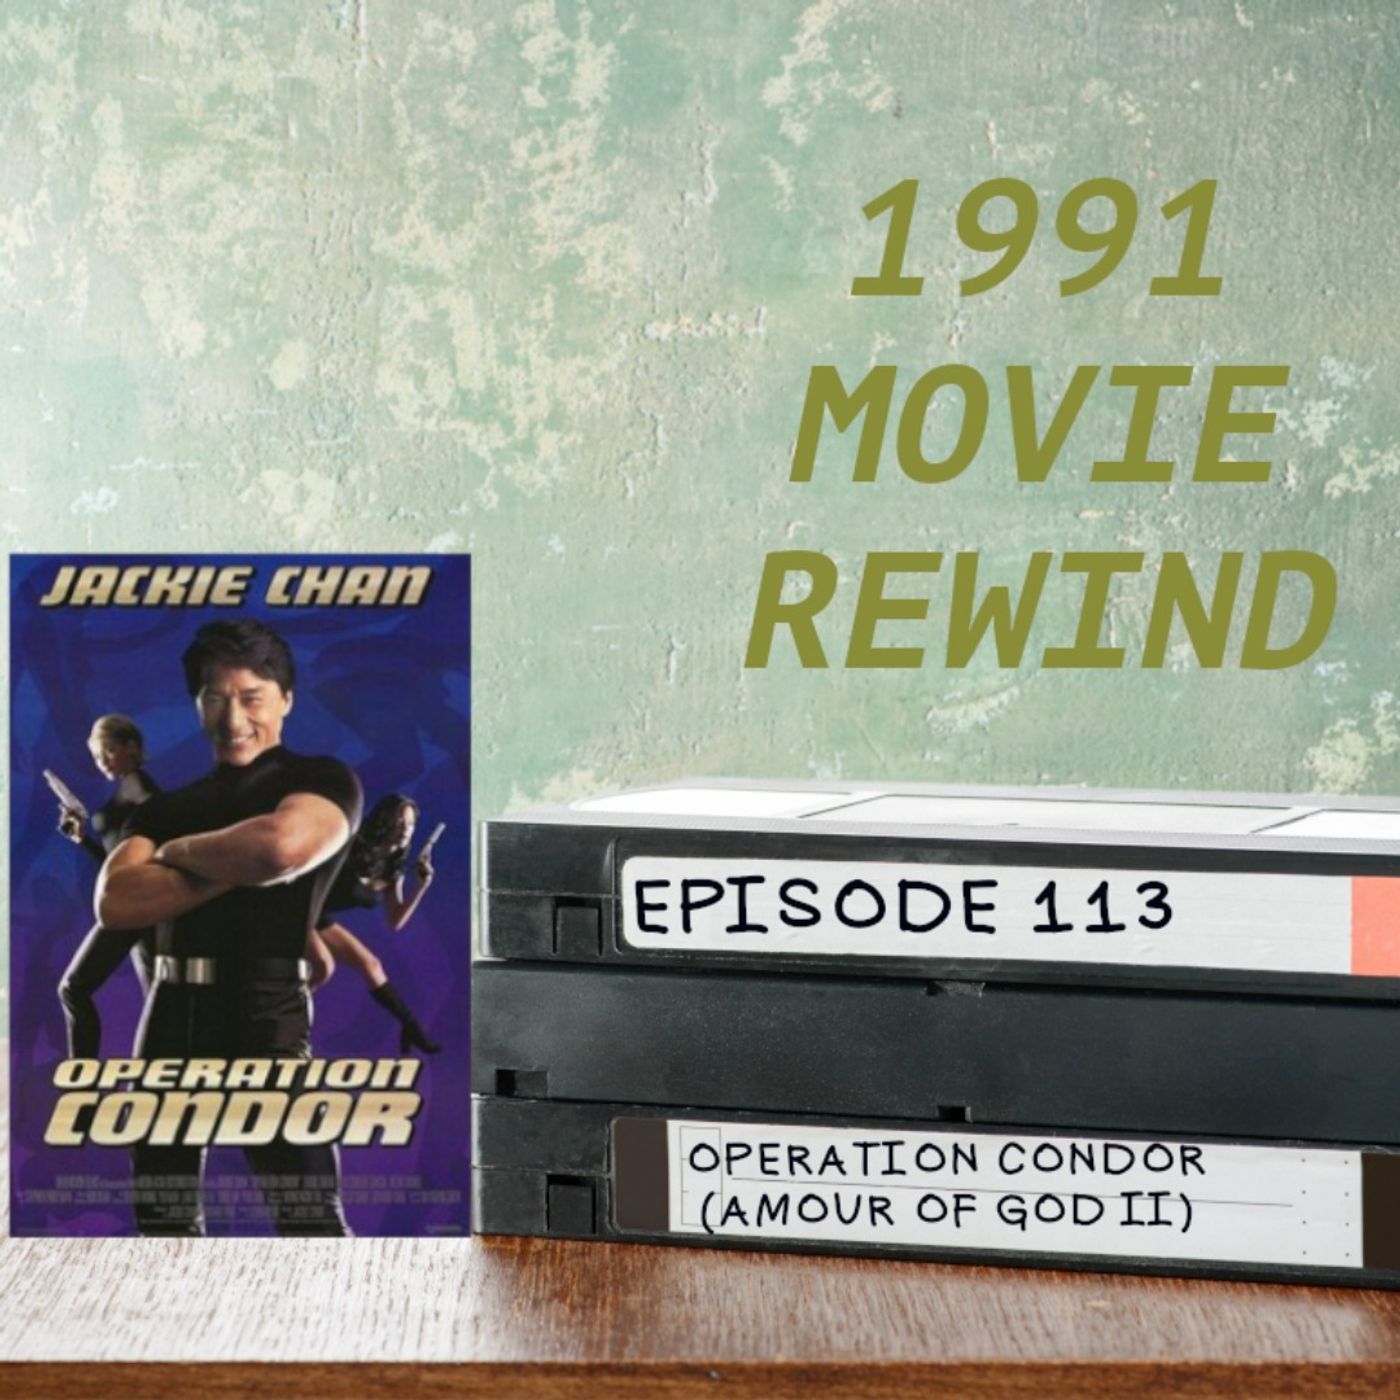 1991
MOVIE
REWIND
JACKIE CHAN
OPERATION
CONDOR
EPISODE 113
OPERATION CONDOR
(AMOUR OF GOD II)